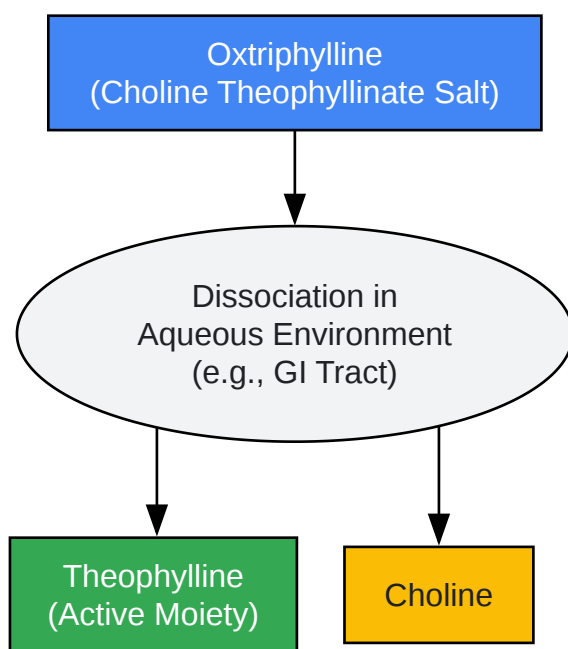 Oxtriphylline
(Choline Theophyllinate Salt)
Dissociation in
Aqueous Environment
(e.g., GI Tract)
Theophylline
(Active Moiety)
Choline